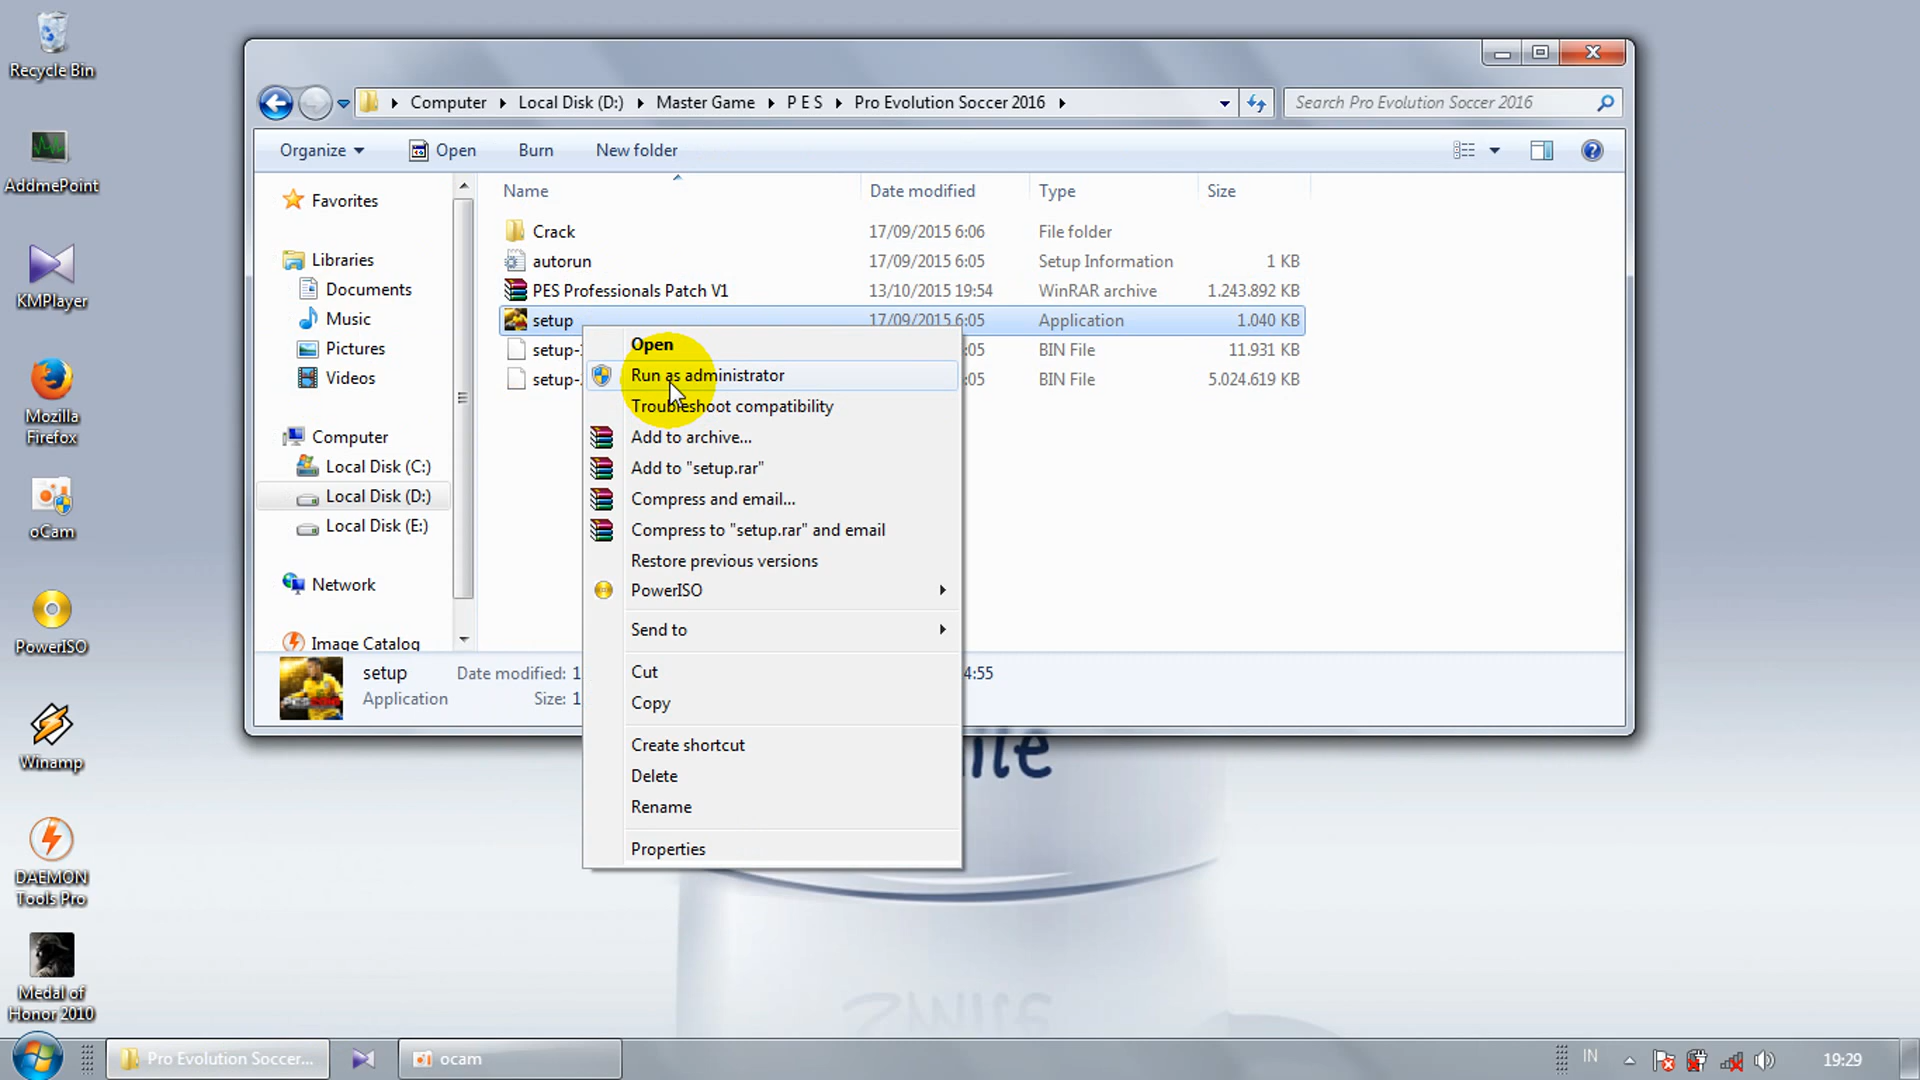 Recycle Bin
AddmePoint
KMPlayer
Mozilla
Firefox
oCam
PowerISO
Winamp
DAEMON
Tools Pro
Medal of
Honor 2010
Computer Local Disk (D:) Master Game P E S Pro Evolution Soccer 2016
Search Pro Evolution Soccer 2016
Organize Open Burn New folder
Favorites
Libraries
Documents
Music
Pictures
Videos
Computer
Local Disk (C:)
Local Disk (D:)
Local Disk (E:)
Network
Image Catalog
Name Date modified Type Size
Crack 17/09/2015 6:06 File folder
autorun 17/09/2015 6:05 Setup Information 1 KB
PES Professionals Patch V1 13/10/2015 19:54 WinRAR archive 1.243.892 KB
setup 17/09/2015 6:05 Application 1.040 KB
setup- :05 BIN File 11.931 KB
setup- :05 BIN File 5.024.619 KB
Open
Run as administrator
Troubleshoot compatibility
Add to archive...
Add to "setup.rar"
Compress and email...
Compress to "setup.rar" and email
Restore previous versions
PowerISO
Send to
Cut
Copy
Create shortcut
Delete
Rename
Properties
setup Date modified: 1 4:55
Application Size: 1
Smile
Pro Evolution Soccer...
ocam
IN
19:29